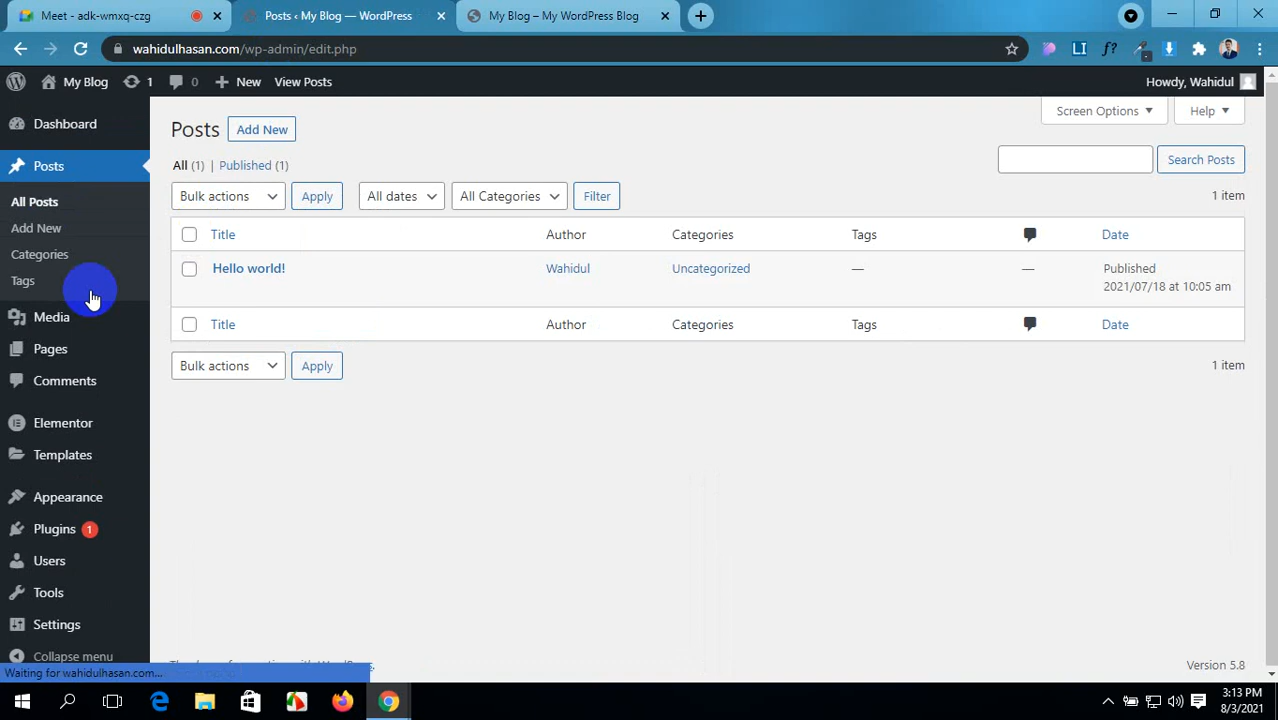 Meet - adk-wmxq-czg
Posts ‹ My Blog — WordPress
My Blog – My WordPress Blog
wahidulhasan.com/wp-admin/edit.php
My Blog 1 0 New View Posts
Howdy, Wahidul
Dashboard
Posts
All Posts
Add New
Categories
Tags
Media
Pages
Comments
Elementor
Templates
Appearance
Plugins 1
Users
Tools
Settings
Collapse menu
Screen Options
Help
Posts Add New
All (1) | Published (1)
Search Posts
Bulk actions Apply All dates All Categories Filter
1 item
Title Author Categories Tags Date
Hello world! Wahidul Uncategorized — — Published
2021/07/18 at 10:05 am
Title Author Categories Tags Date
Bulk actions Apply
1 item
Version 5.8
Waiting for wahidulhasan.com...
3:13 PM
8/3/2021